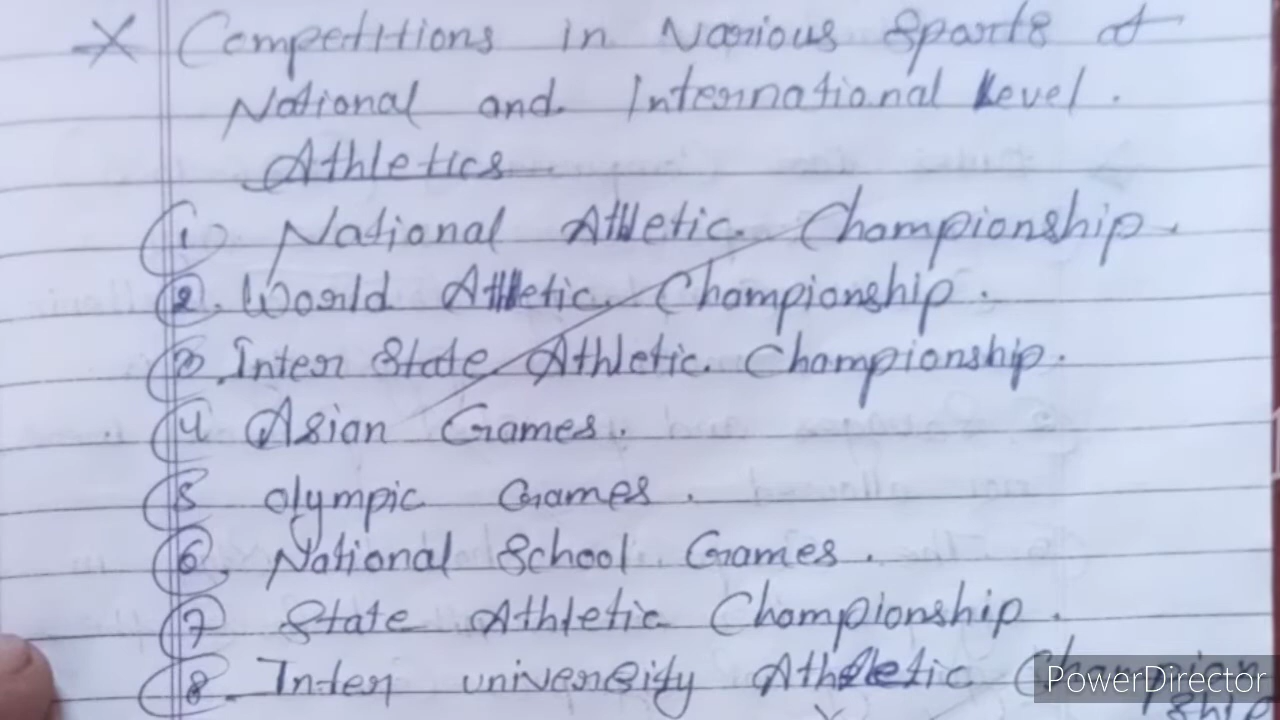 X Competitions in Various Sports at
National and International Level.
Athletics
1) National Athletic Championship.
2. World Athletic Championship.
3. Inter State Athletic Championship.
4 Asian Games.
5 Olympic Games.
6. National School Games.
7 State Athletic Championship.
8. Inter university Athletic Champion
ship
PowerDirector